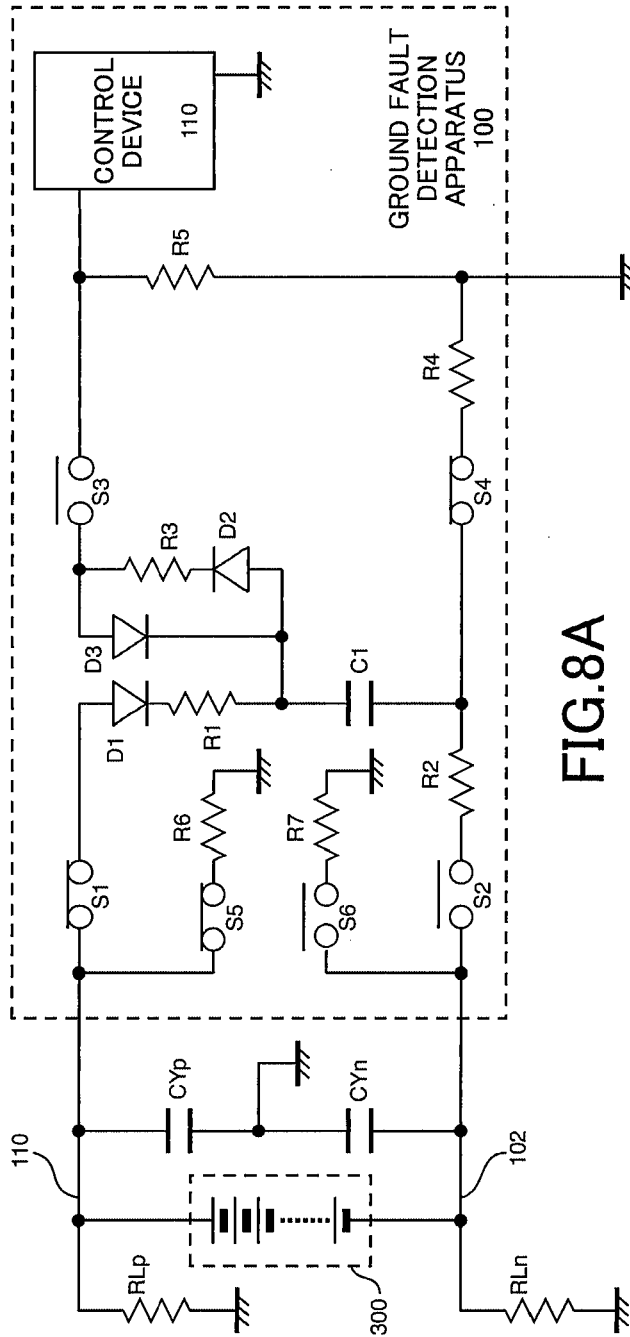 CONTROL
DEVICE
110
GROUND FAULT
DETECTION
APPARATUS
100
R5
R4
S3
S4
R3
D2
D3
D1
R1
C1
R6
R7
R2
S1
S5
S6
S2
CYp
CYn
110
102
RLp
RLn
300
FIG.8A